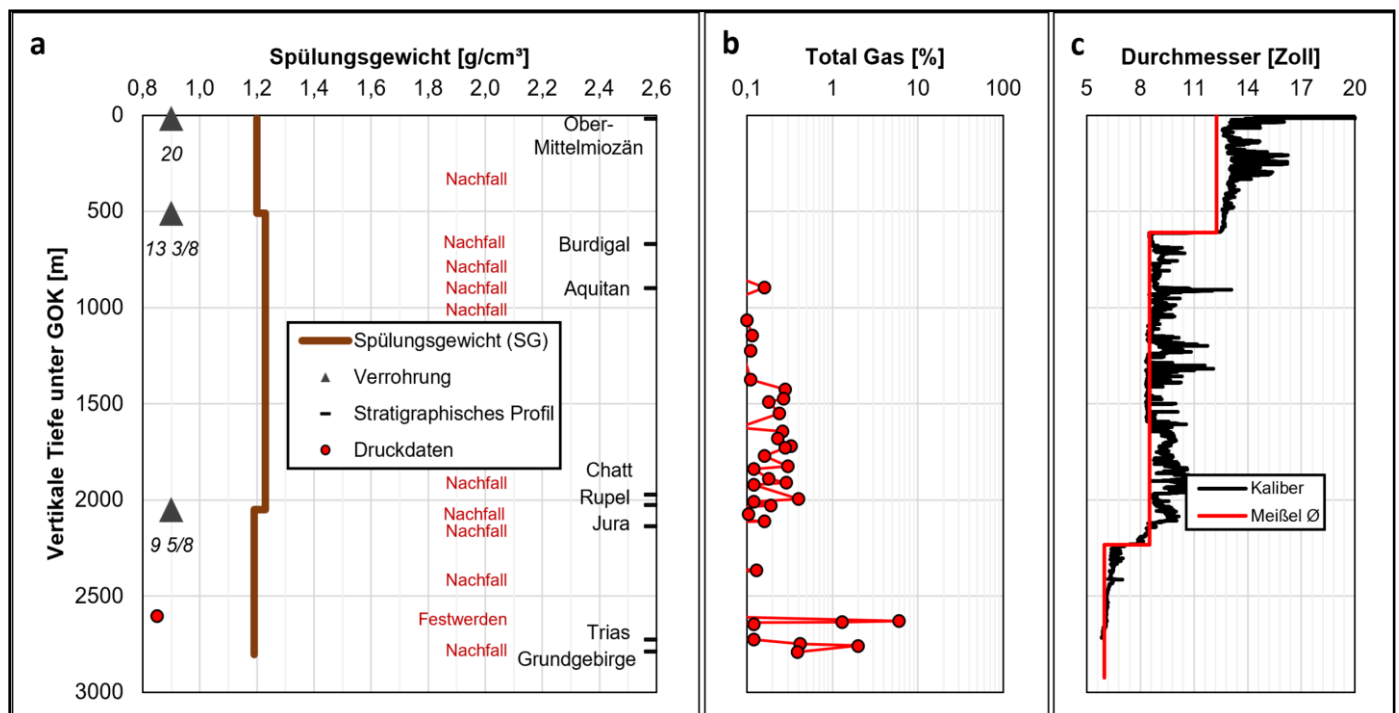 a
Spülungsgewicht [g/cm³]
0,8 1,0 1,2 1,4 1,6 1,8 2,0 2,2 2,4 2,6
Vertikale Tiefe unter GOK [m]
0
500
1000
1500
2000
2500
3000
20
13 3/8
9 5/8
Nachfall
Nachfall
Nachfall
Nachfall
Nachfall
Nachfall
Nachfall
Nachfall
Nachfall
Festwerden
Nachfall
Ober-
Mittelmiozän
Burdigal
Aquitan
Chatt
Rupel
Jura
Trias
Grundgebirge
Spülungsgewicht (SG)
Verrohrung
Stratigraphisches Profil
Druckdaten
b
Total Gas [%]
0,1 1 10 100
c
Durchmesser [Zoll]
5 8 11 14 17 20
Kaliber
Meißel Ø